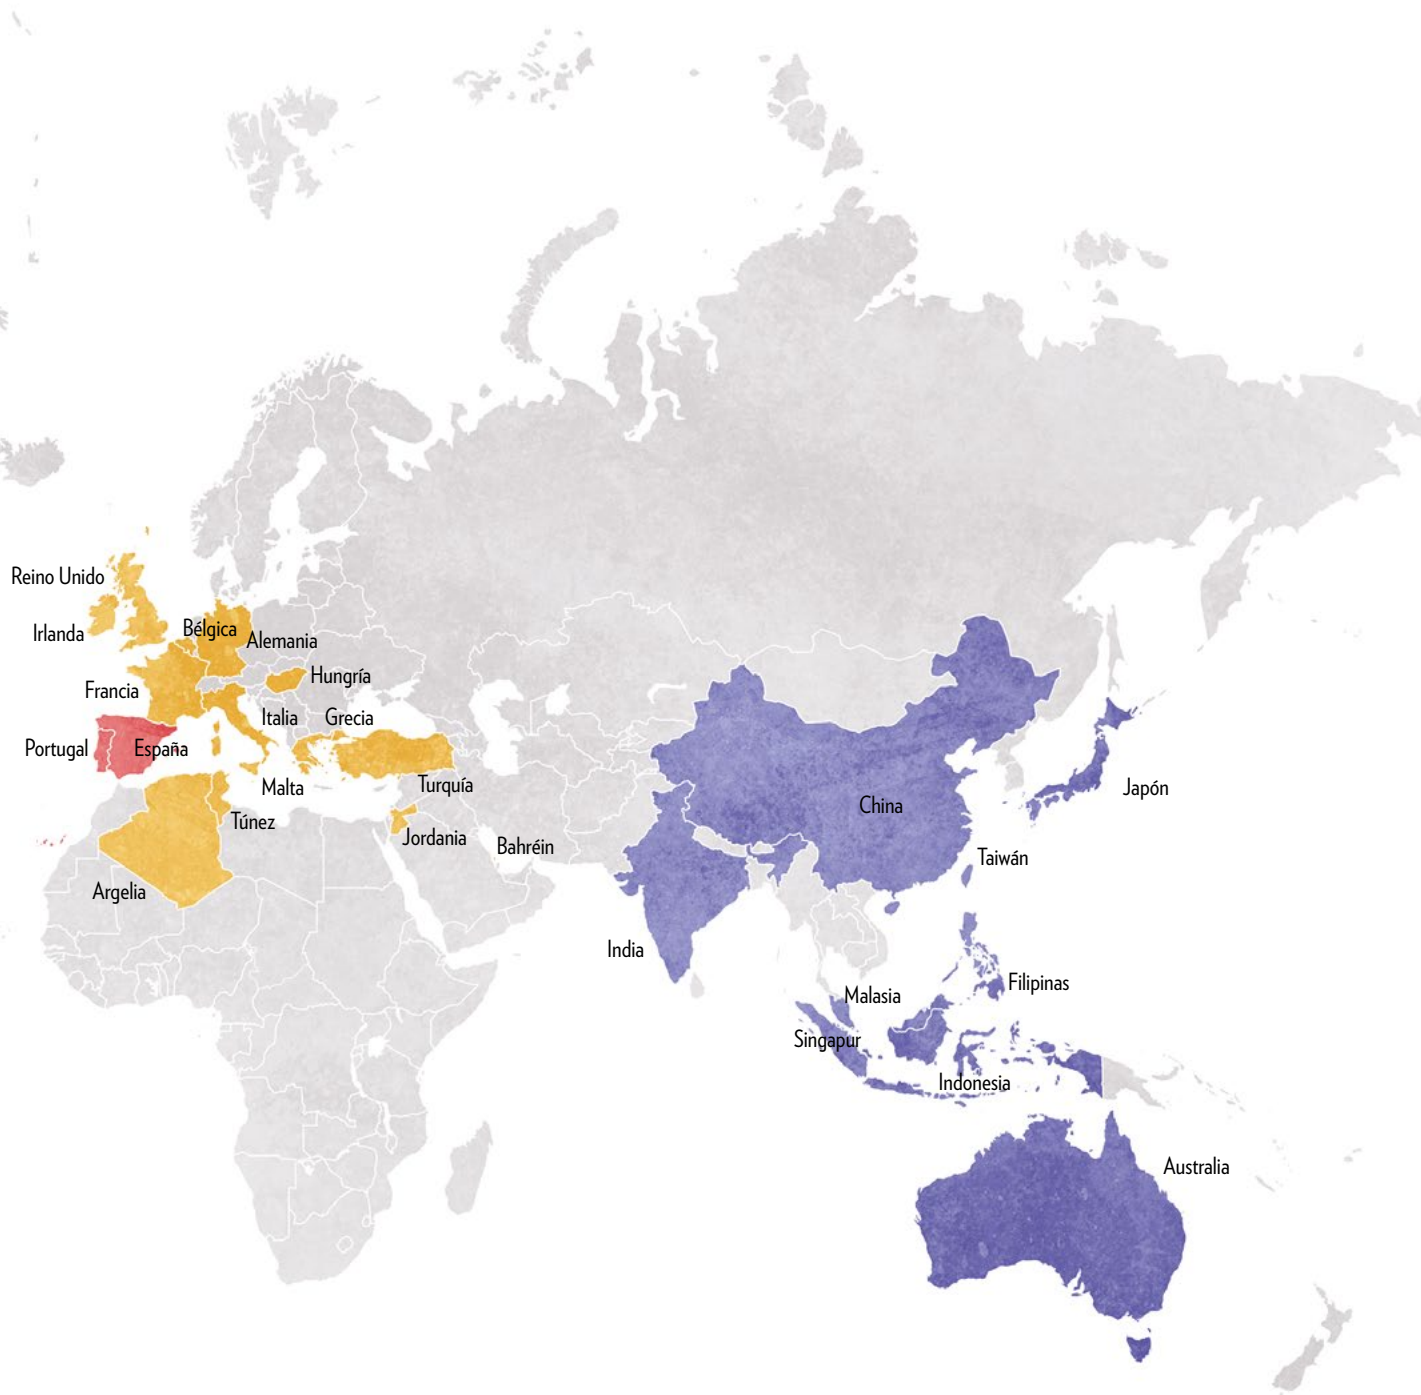 Reino Unido
Irlanda
Bélgica
Alemania
Hungría
Francia
Italia
Grecia
Portugal
España
Malta
Turquía
Túnez
Jordania
Bahréin
Argelia
Japón
China
Taiwán
India
Filipinas
Malasia
Singapur
Indonesia
Australia